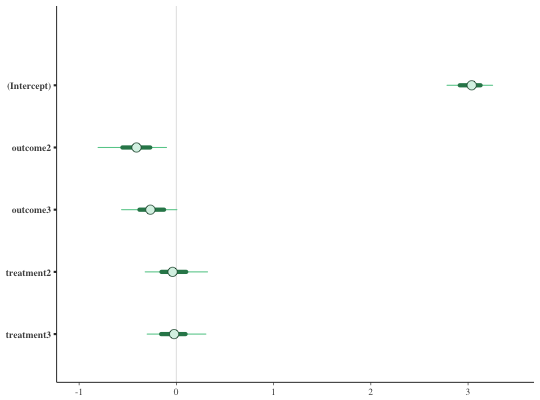 (Intercept)
outcome2
outcome3
treatment2
treatment3
-1 0 1 2 3